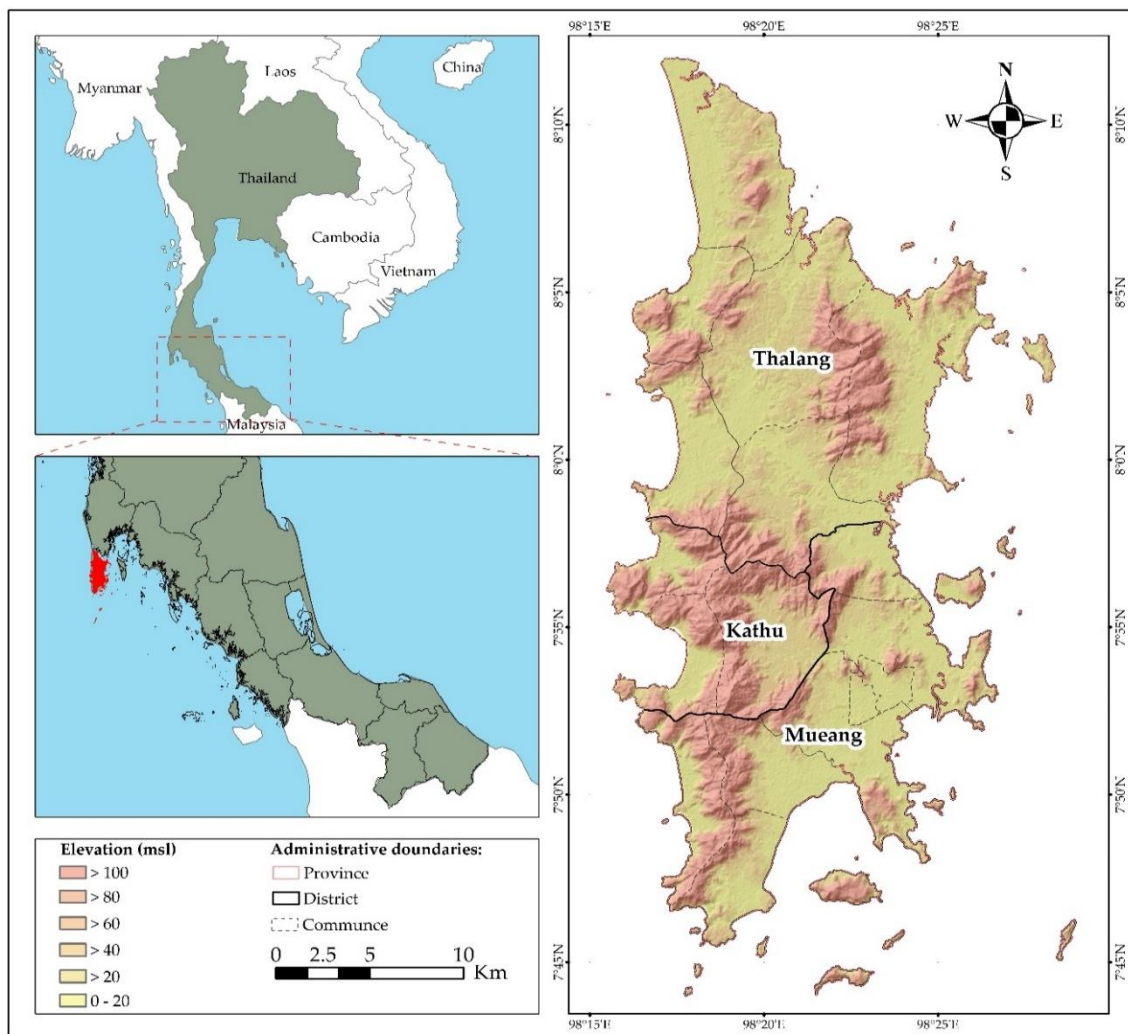 Laos
China
Myanmar
Thailand
Cambodia
Vietnam
Malaysia
Elevation (msl)
> 100
> 80
> 60
> 40
> 20
0 - 20
Administrative doundaries:
Province
District
Commune
0 2.5 5 10
Km
98°15'E 98°20'E 98°25'E
N
W E
S
8°10'N 8°10'N
8°5'N 8°5'N
Thalang
8°0'N 8°0'N
7°55'N 7°55'N
Kathu
Mueang
7°50'N 7°50'N
7°45'N 7°45'N
98°15'E 98°20'E 98°25'E